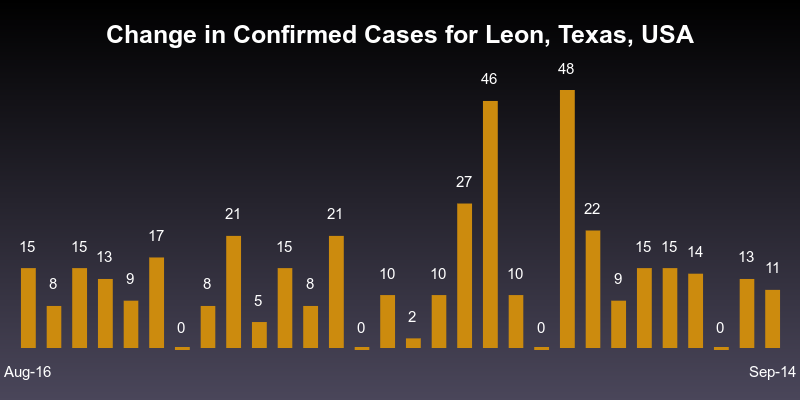 Change in Confirmed Cases for Leon, Texas, USA
15 8 15 13 9 17 0 8 21 5 15 8 21 0 10 2 10 27 46 10 0 48 22 9 15 15 14 0 13 11
Aug-16 Sep-14